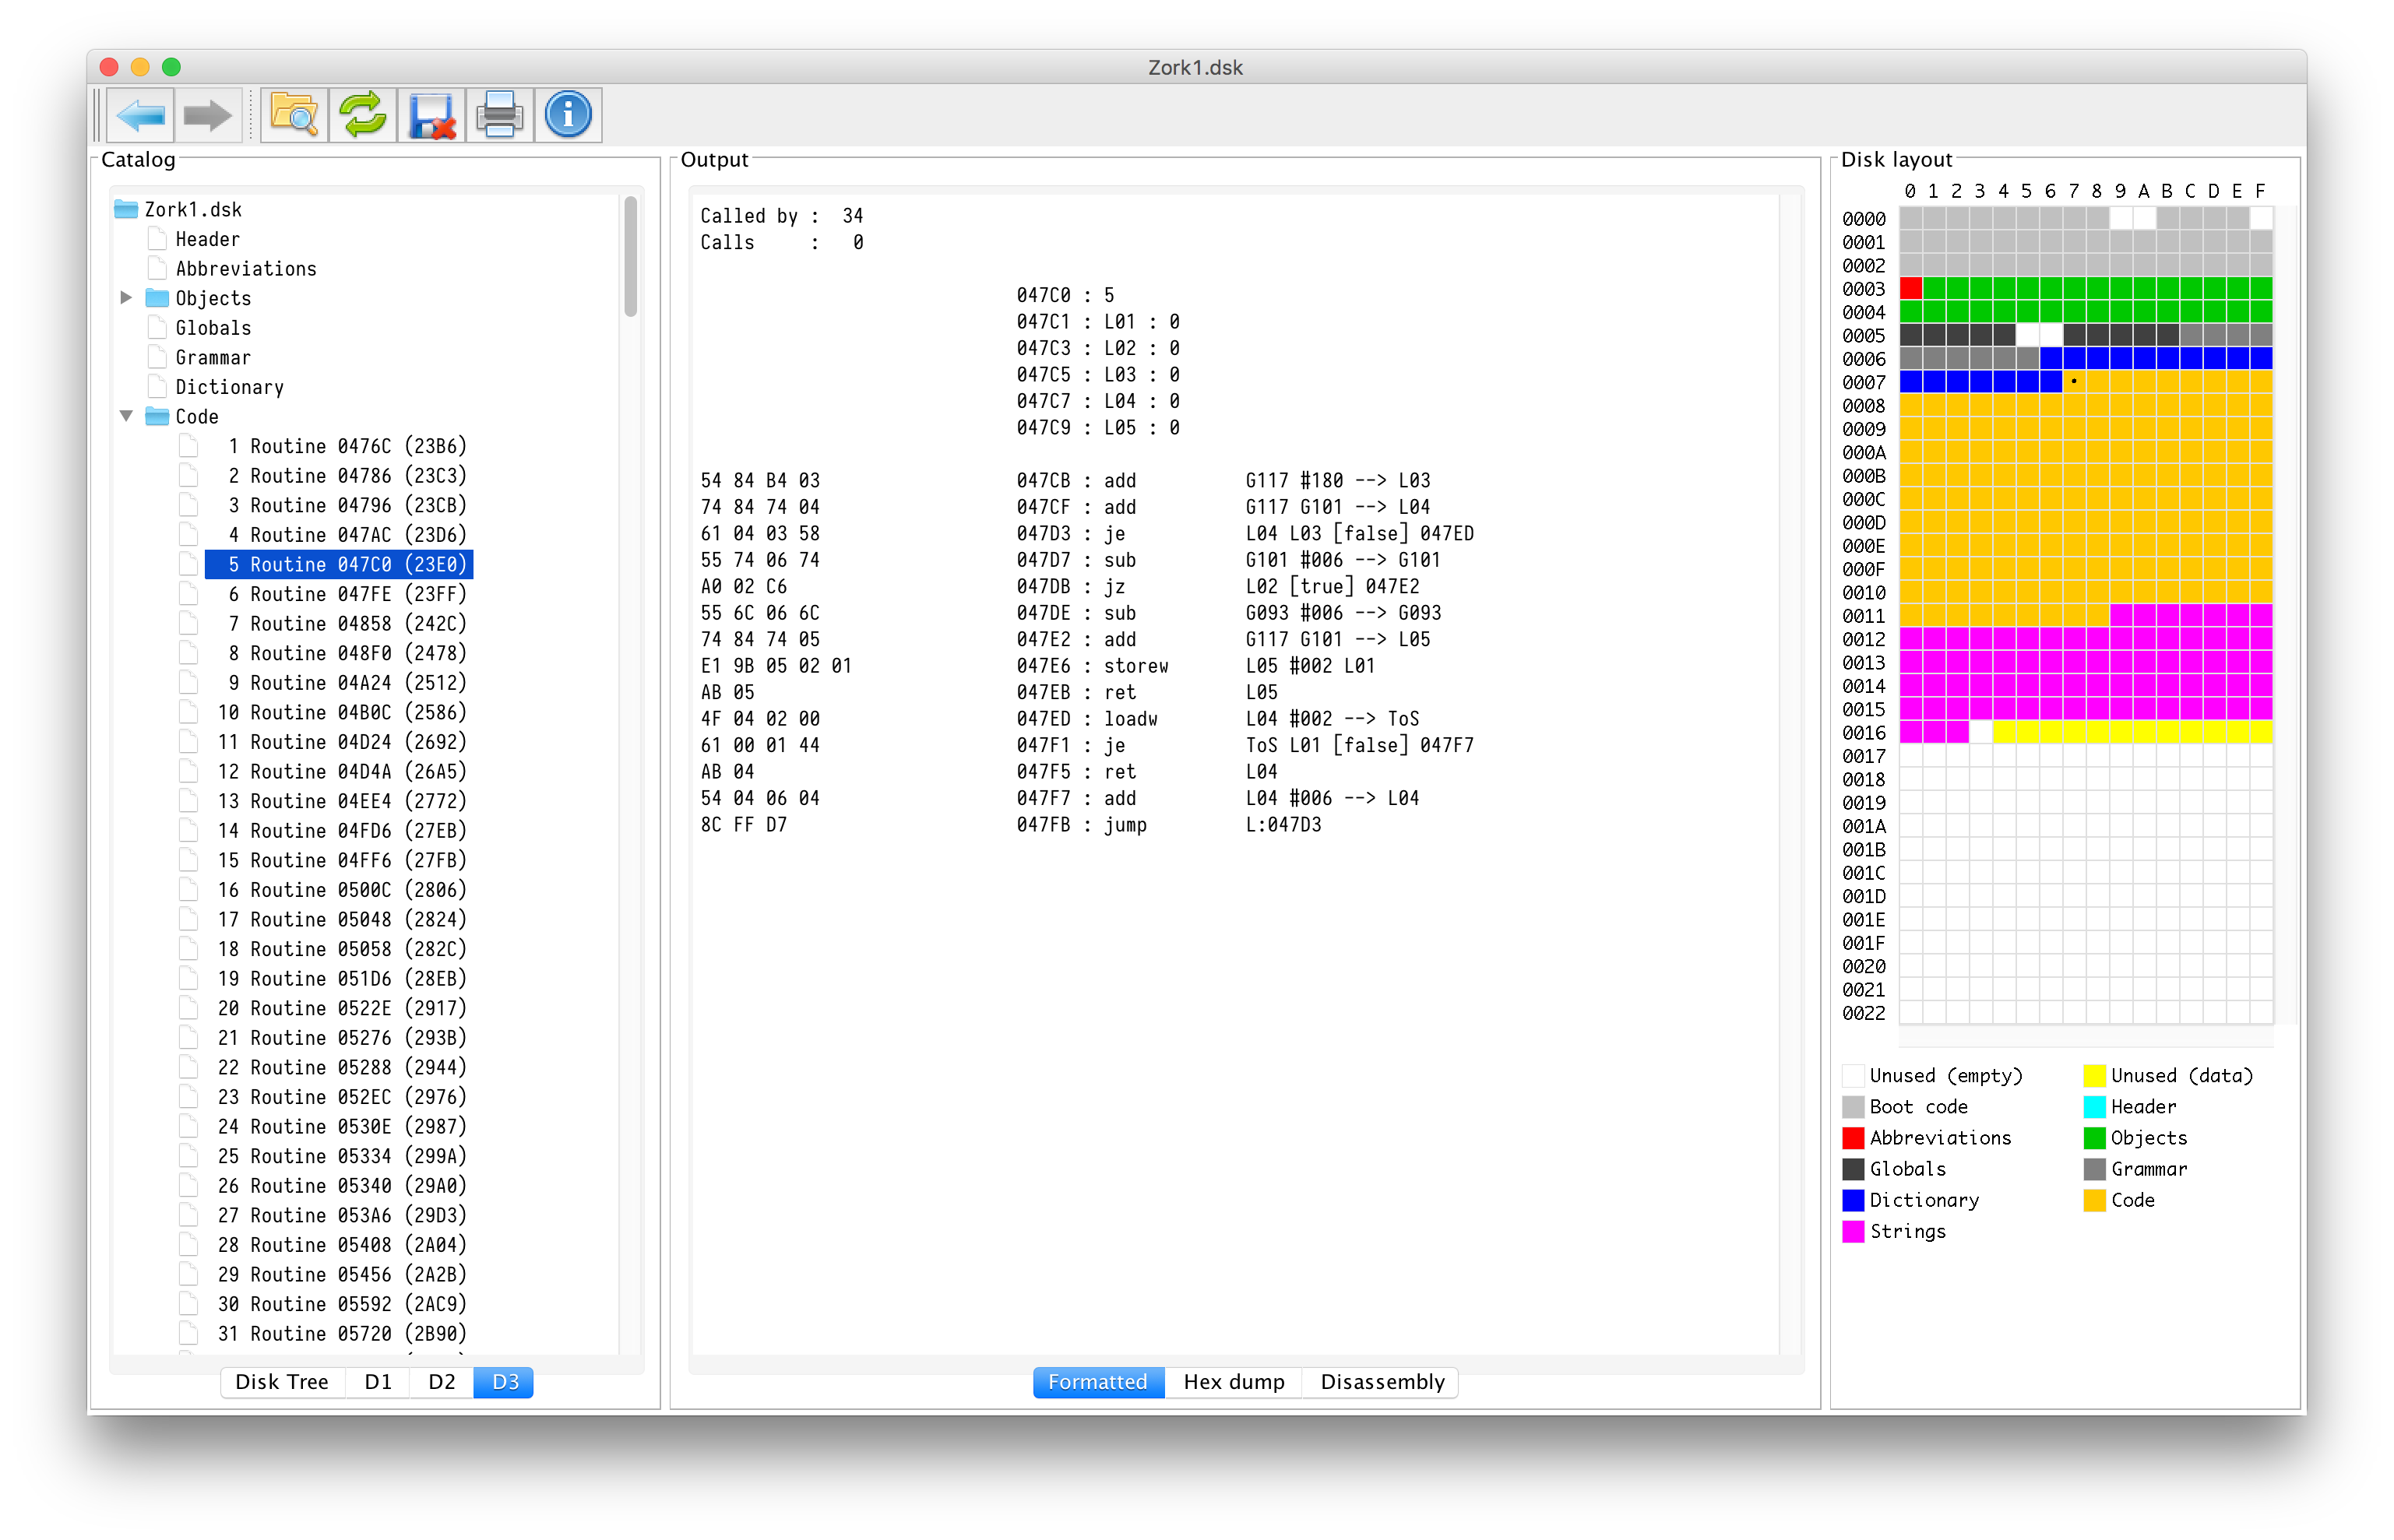 Zork1.dsk
Catalog
Zork1.dsk
Header
Abbreviations
Objects
Globals
Grammar
Dictionary
Code
1 Routine 0476C (23B6)
2 Routine 04786 (23C3)
3 Routine 04796 (23CB)
4 Routine 047AC (23D6)
5 Routine 047C0 (23E0)
6 Routine 047FE (23FF)
7 Routine 04858 (242C)
8 Routine 048F0 (2478)
9 Routine 04A24 (2512)
10 Routine 04B0C (2586)
11 Routine 04D24 (2692)
12 Routine 04D4A (26A5)
13 Routine 04EE4 (2772)
14 Routine 04FD6 (27EB)
15 Routine 04FF6 (27FB)
16 Routine 0500C (2806)
17 Routine 05048 (2824)
18 Routine 05058 (282C)
19 Routine 051D6 (28EB)
20 Routine 0522E (2917)
21 Routine 05276 (293B)
22 Routine 05288 (2944)
23 Routine 052EC (2976)
24 Routine 0530E (2987)
25 Routine 05334 (299A)
26 Routine 05340 (29A0)
27 Routine 053A6 (29D3)
28 Routine 05408 (2A04)
29 Routine 05456 (2A2B)
30 Routine 05592 (2AC9)
31 Routine 05720 (2B90)
Disk Tree D1 D2 D3
Output
Called by : 34
Calls : 0
047C0 : 5
047C1 : L01 : 0
047C3 : L02 : 0
047C5 : L03 : 0
047C7 : L04 : 0
047C9 : L05 : 0
54 84 B4 03 047CB : add G117 #180 --> L03
74 84 74 04 047CF : add G117 G101 --> L04
61 04 03 58 047D3 : je L04 L03 [false] 047ED
55 74 06 74 047D7 : sub G101 #006 --> G101
A0 02 C6 047DB : jz L02 [true] 047E2
55 6C 06 6C 047DE : sub G093 #006 --> G093
74 84 74 05 047E2 : add G117 G101 --> L05
E1 9B 05 02 01 047E6 : storew L05 #002 L01
AB 05 047EB : ret L05
4F 04 02 00 047ED : loadw L04 #002 --> ToS
61 00 01 44 047F1 : je ToS L01 [false] 047F7
AB 04 047F5 : ret L04
54 04 06 04 047F7 : add L04 #006 --> L04
8C FF D7 047FB : jump L:047D3
Formatted Hex dump Disassembly
Disk layout
0 1 2 3 4 5 6 7 8 9 A B C D E F
0000
0001
0002
0003
0004
0005
0006
0007
0008
0009
000A
000B
000C
000D
000E
000F
0010
0011
0012
0013
0014
0015
0016
0017
0018
0019
001A
001B
001C
001D
001E
001F
0020
0021
0022
Unused (empty) Unused (data)
Boot code Header
Abbreviations Objects
Globals Grammar
Dictionary Code
Strings